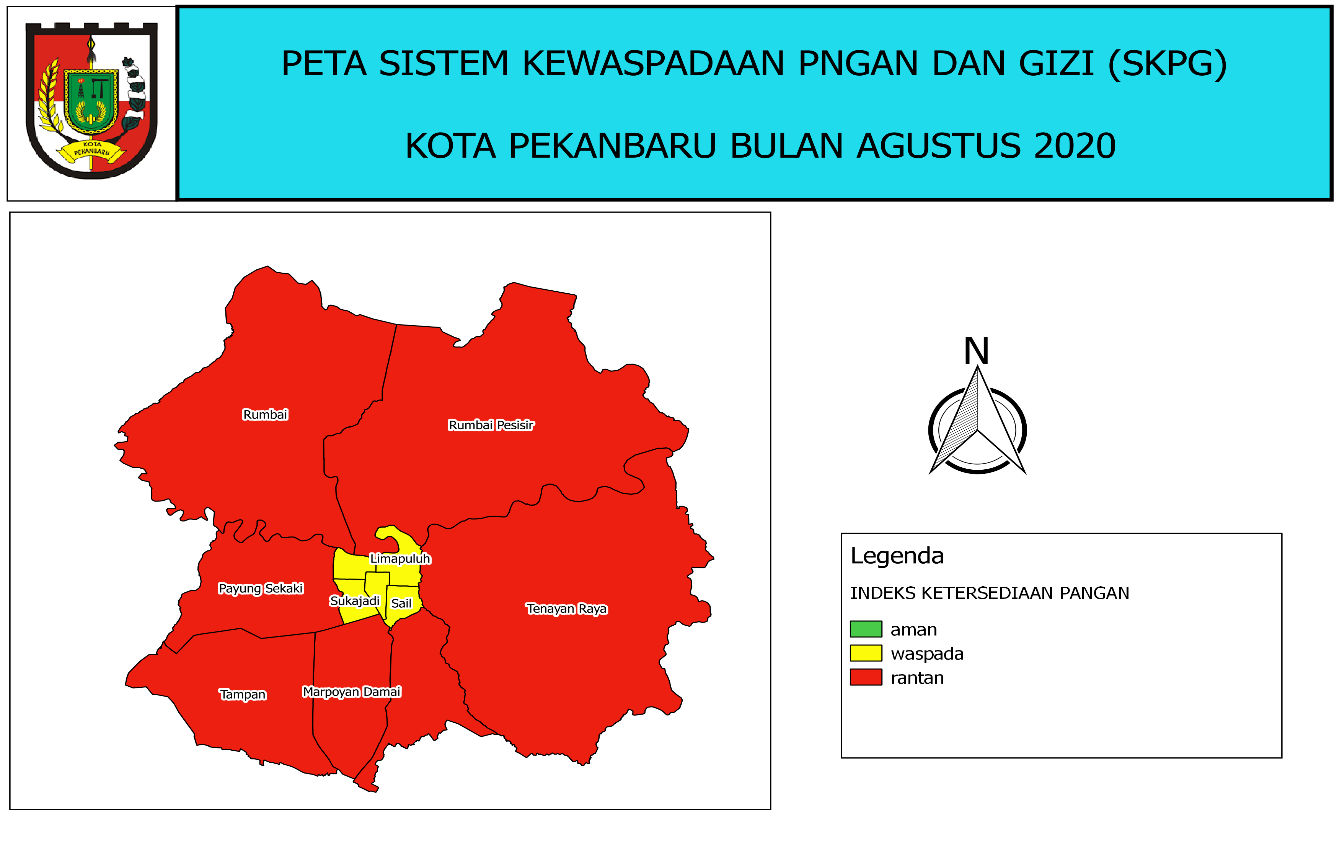 KOTA
PEKANBARU
PETA SISTEM KEWASPADAAN PNGAN DAN GIZI (SKPG)
KOTA PEKANBARU BULAN AGUSTUS 2020
Rumbai
Rumbai Pesisir
Limapuluh
Payung Sekaki
Sukajadi
Sail
Tenayan Raya
Tampan
Marpoyan Damai
N
Legenda
INDEKS KETERSEDIAAN PANGAN
aman
waspada
rantan